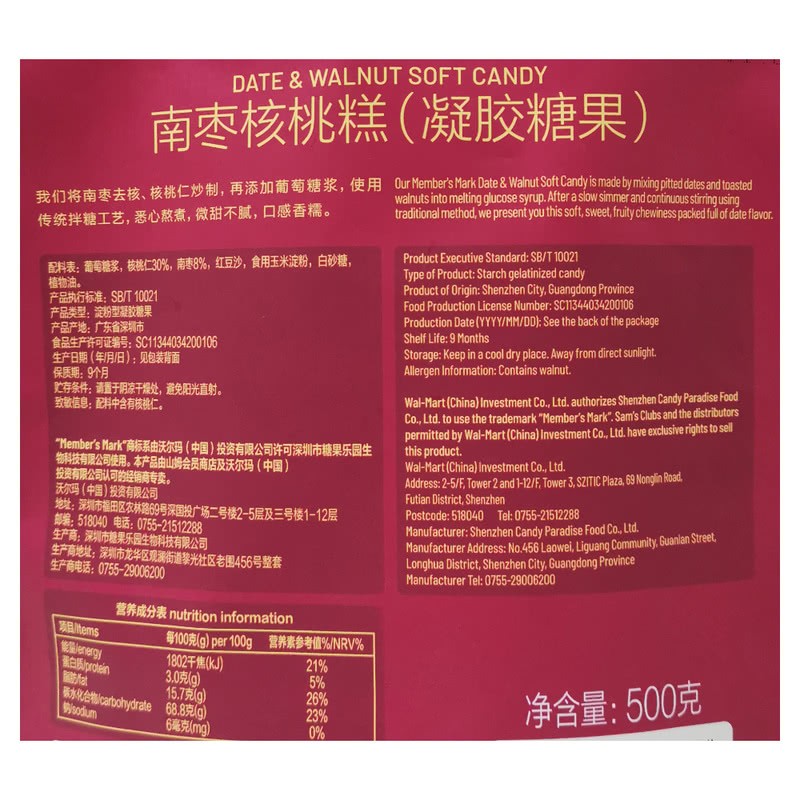 DATE & WALNUT SOFT CANDY
南枣核桃糕（凝胶糖果）
我们将南枣去核、核桃仁炒制，再添加葡萄糖浆，使用
传统拌糖工艺，悉心熬煮，微甜不腻，口感香糯。
Our Member's Mark Date & Walnut Soft Candy is made by mixing pitted dates and toasted
walnuts into melting glucose syrup. After a slow simmer and continuous stirring using
traditional method, we present you this soft, sweet, fruity chewiness packed full of date flavor.
配料表：葡萄糖浆，核桃仁30%，南枣8%，红豆沙，食用玉米淀粉，白砂糖，
植物油。
产品执行标准：SB/T 10021
产品类型：淀粉型凝胶糖果
产品产地：广东省深圳市
食品生产许可证编号：SC11344034200106
生产日期（年/月/日）：见包装背面
保质期：9个月
贮存条件：请置于阴凉干燥处，避免阳光直射。
致敏信息：配料中含有核桃仁。
"Member's Mark"商标系由沃尔玛（中国）投资有限公司许可深圳市糖果乐园生
物科技有限公司使用。本产品由山姆会员商店及沃尔玛（中国）
投资有限公司认可的经销商专卖。
沃尔玛（中国）投资有限公司
地址：深圳市福田区农林路69号深国投广场二号楼2-5层及三号楼1-12层
邮编：518040 电话：0755-21512288
生产商：深圳市糖果乐园生物科技有限公司
生产商地址：深圳市龙华区观澜街道黎光社区老围456号整套
生产商电话：0755-29006200
Product Executive Standard: SB/T 10021
Type of Product: Starch gelatinized candy
Product of Origin: Shenzhen City, Guangdong Province
Food Production License Number: SC11344034200106
Production Date (YYYY/MM/DD): See the back of the package
Shelf Life: 9 Months
Storage: Keep in a cool dry place. Away from direct sunlight.
Allergen Information: Contains walnut.
Wal-Mart (China) Investment Co., Ltd. authorizes Shenzhen Candy Paradise Food
Co., Ltd. to use the trademark "Member's Mark". Sam's Clubs and the distributors
permitted by Wal-Mart (China) Investment Co., Ltd. have exclusive rights to sell
this product.
Wal-Mart (China) Investment Co., Ltd.
Address: 2-5/F, Tower 2 and 1-12/F, Tower 3, SZITIC Plaza, 69 Nonglin Road,
Futian District, Shenzhen
Postcode: 518040 Tel: 0755-21512288
Manufacturer: Shenzhen Candy Paradise Food Co., Ltd.
Manufacturer Address: No.456 Laowei, Liguang Community, Guanlan Street,
Longhua District, Shenzhen City, Guangdong Province
Manufacturer Tel: 0755-29006200
营养成分表 nutrition information
项目/Items 每100克(g) per 100g 营养素参考值%/NRV%
能量/energy 1802千焦(kJ) 21%
蛋白质/protein 3.0克(g) 5%
脂肪/fat 15.7克(g) 26%
碳水化合物/carbohydrate 68.8克(g) 23%
钠/sodium 6毫克(mg) 0%
净含量：500克